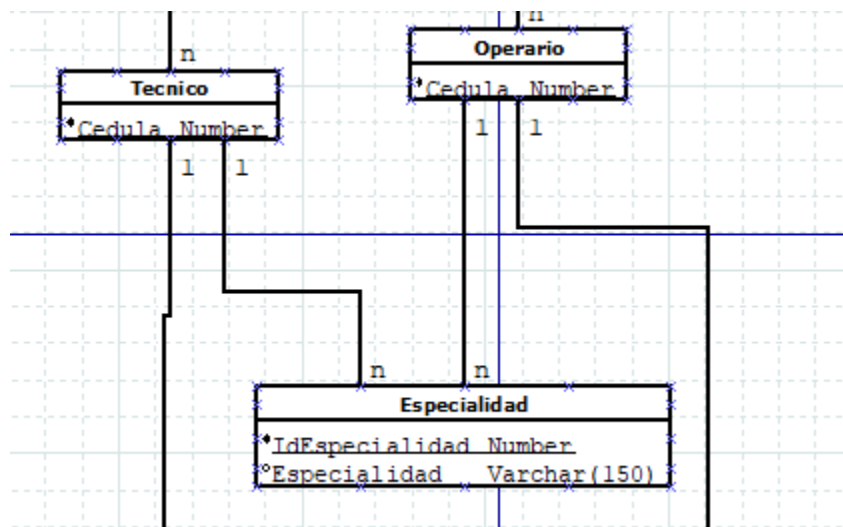 n
Operario
n
Tecnico
Cedula Number
Cedula Number
1 1
1 1
n n
Especialidad
IdEspecialidad Number
Especialidad Varchar(150)